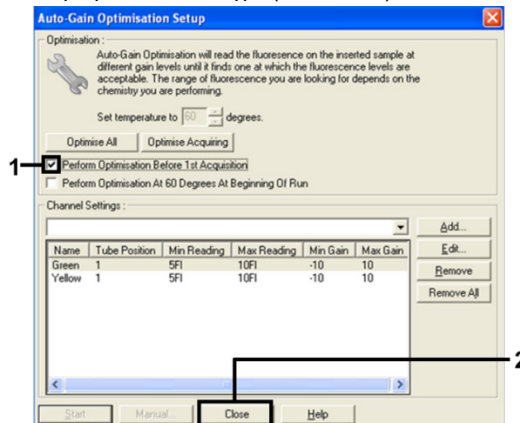 Auto-Gain Optimisation Setup
Optimisation :
Auto-Gain Optimisation will read the fluoresence on the inserted sample at
different gain levels until it finds one at which the fluorescence levels are
acceptable. The range of fluorescence you are looking for depends on the
chemistry you are performing.
Set temperature to 60 degrees.
Optimise All Optimise Acquiring
1
Perform Optimisation Before 1st Acquisition
Perform Optimisation At 60 Degrees At Beginning Of Run
Channel Settings :
Add...
Name Tube Position Min Reading Max Reading Min Gain Max Gain
Edit...
Green 1 5Fl 10Fl -10 10
Yellow 1 5Fl 10Fl -10 10
Remove
Remove All
2
Start Manual... Close Help